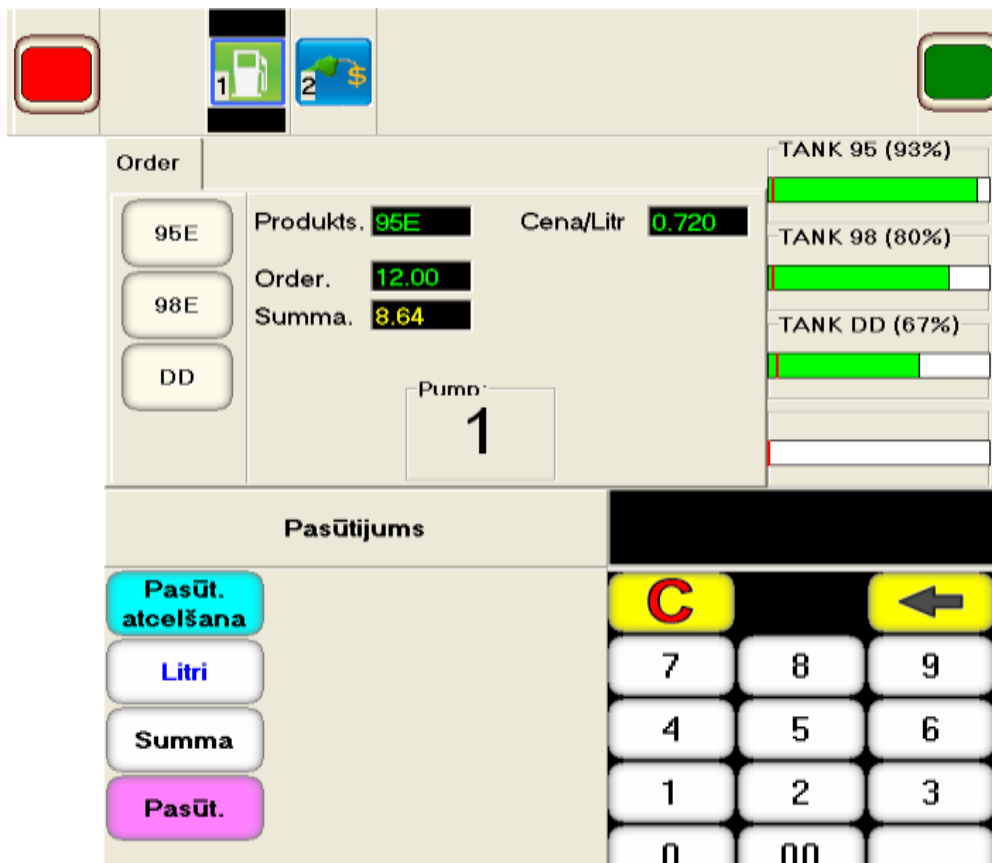 1
2 $
Order
95E
98E
DD
Produkts. 95E
Cena/Litr 0.720
Order. 12.00
Summa. 8.64
Pump:
1
TANK 95 (93%)
TANK 98 (80%)
TANK DD (67%)
Pasūtijums
Pasūt.
atcelšana
Litri
Summa
Pasūt.
C
7 8 9
4 5 6
1 2 3
0 00